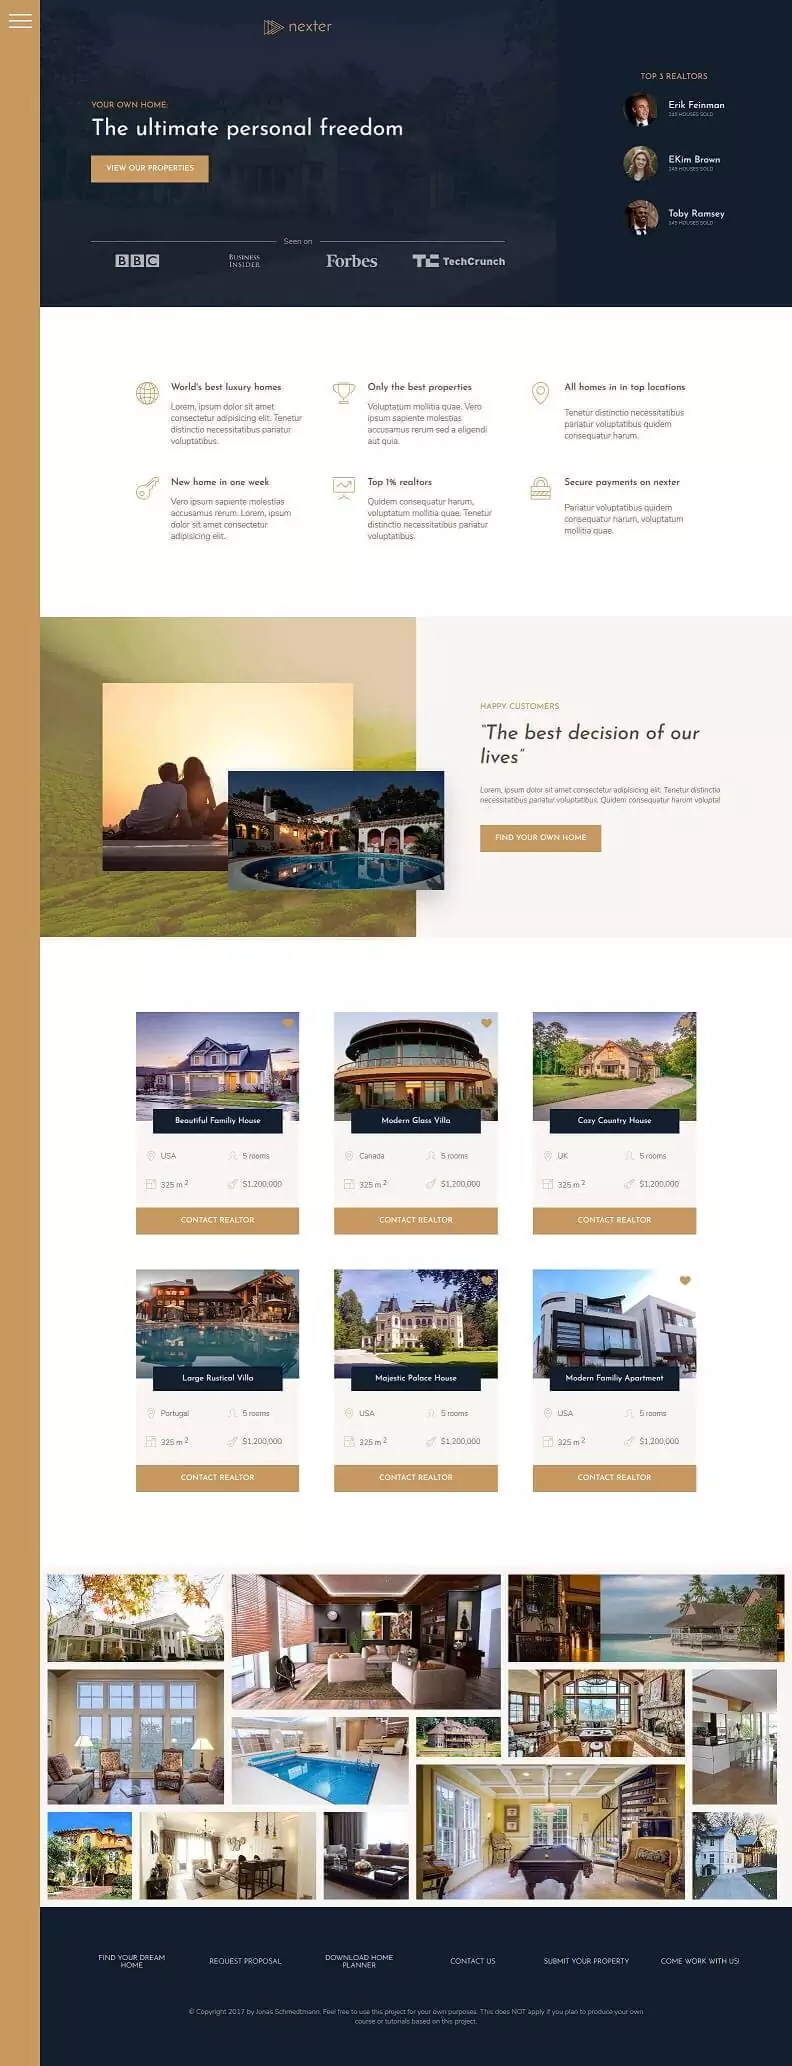 nexter
YOUR OWN HOME:
The ultimate personal freedom
VIEW OUR PROPERTIES
Seen on
BBC
BUSINESS
INSIDER
Forbes
TechCrunch
TOP 3 REALTORS
Erik Feinman
245 HOUSES SOLD
EKim Brown
245 HOUSES SOLD
Toby Ramsey
245 HOUSES SOLD
World's best luxury homes
Lorem, ipsum dolor sit amet
consectetur adipisicing elit. Tenetur
distinctio necessitatibus pariatur
voluptatibus.
Only the best properties
Voluptatum mollitia quae. Vero
ipsum sapiente molestias
accusamus rerum sed a eligendi
aut quia.
All homes in in top locations
Tenetur distinctio necessitatibus
pariatur voluptatibus quidem
consequatur harum.
New home in one week
Vero ipsum sapiente molestias
accusamus rerum. Lorem, ipsum
dolor sit amet consectetur
adipisicing elit.
Top 1% realtors
Quidem consequatur harum,
voluptatum mollitia quae. Tenetur
distinctio necessitatibus pariatur
voluptatibus.
Secure payments on nexter
Pariatur voluptatibus quidem
consequatur harum, voluptatum
mollitia quae.
HAPPY CUSTOMERS
“The best decision of our
lives”
Lorem, ipsum dolor sit amet consectetur adipisicing elit. Tenetur distinctio
necessitatibus pariatur voluptatibus. Quidem consequatur harum volupta!
FIND YOUR OWN HOME
Beautiful Familiy House
USA
5 rooms
325 m 2
$1,200,000
CONTACT REALTOR
Modern Glass Villa
Canada
5 rooms
325 m 2
$1,200,000
CONTACT REALTOR
Cozy Country House
UK
5 rooms
325 m 2
$1,200,000
CONTACT REALTOR
Large Rustical Villa
Portugal
5 rooms
325 m 2
$1,200,000
CONTACT REALTOR
Majestic Palace House
USA
5 rooms
325 m 2
$1,200,000
CONTACT REALTOR
Modern Familiy Apartment
USA
5 rooms
325 m 2
$1,200,000
CONTACT REALTOR
FIND YOUR DREAM
HOME
REQUEST PROPOSAL
DOWNLOAD HOME
PLANNER
CONTACT US
SUBMIT YOUR PROPERTY
COME WORK WITH US!
© Copyright 2017 by Jonas Schmedtmann. Feel free to use this project for your own purposes. This does NOT apply if you plan to produce your own
course or tutorials based on this project.